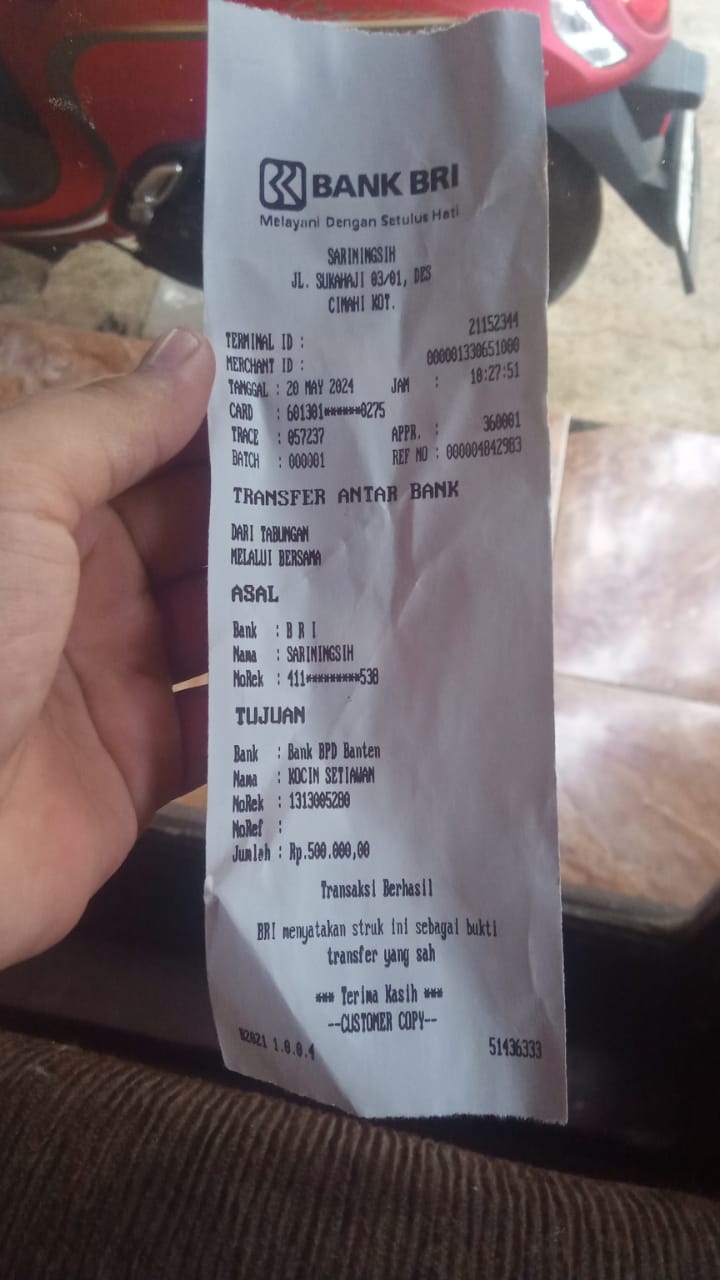 BANK BRI
Melayani Dengan Setulus Hati
SARININGSIH
JL. SUKAHAJI 03/01, DES
CIMAHI KOT.
TERMINAL ID : 21152344
MERCHANT ID : 000001330651000
TANGGAL : 20 MAY 2024 JAM : 10:27:51
CARD : 601301******0275
TRACE : 057237 APPR. : 360001
BATCH : 000001 REF NO : 000004842983
TRANSFER ANTAR BANK
DARI TABUNGAN
MELALUI BERSAMA
ASAL
Bank : B R I
Nama : SARININGSIH
NoRek : 411*********530
TUJUAN
Bank : Bank BPD Banten
Nama : KOCIN SETIAWAN
NoRek : 1313005280
NoRef :
Jumlah : Rp.500.000,00
Transaksi Berhasil
BRI menyatakan struk ini sebagai bukti
transfer yang sah
*** Terima Kasih ***
--CUSTOMER COPY--
1.0.0.4 51436333